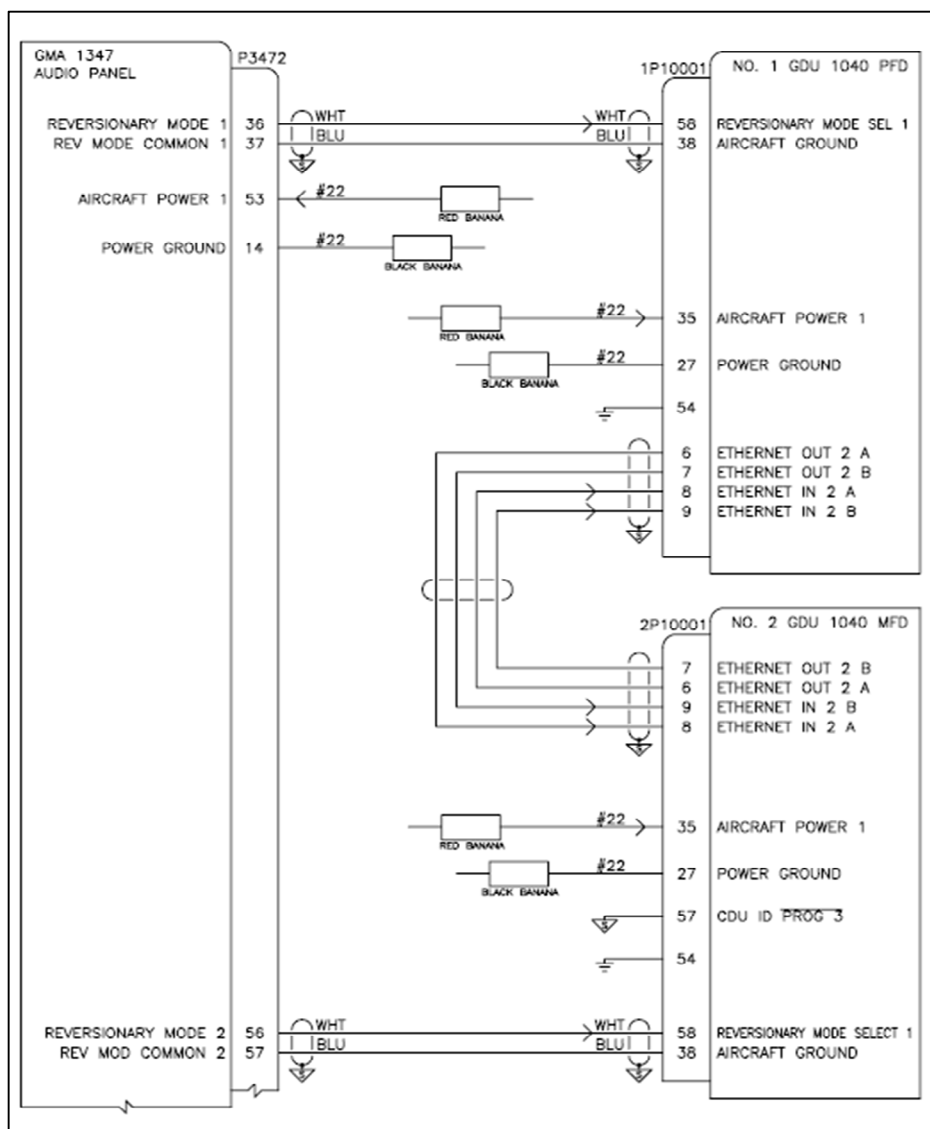 GMA 1347
AUDIO PANEL
P3472
1P10001
NO. 1 GDU 1040 PFD
REVERSIONARY MODE 1 36 WHT WHT 58 REVERSIONARY MODE SEL 1
REV MODE COMMON 1 37 BLU BLU 38 AIRCRAFT GROUND
S S
AIRCRAFT POWER 1 53 #22
RED BANANA
POWER GROUND 14 #22
BLACK BANANA
#22 35 AIRCRAFT POWER 1
RED BANANA
#22 27 POWER GROUND
BLACK BANANA
54
6 ETHERNET OUT 2 A
7 ETHERNET OUT 2 B
8 ETHERNET IN 2 A
9 ETHERNET IN 2 B
S
2P10001
NO. 2 GDU 1040 MFD
7 ETHERNET OUT 2 B
6 ETHERNET OUT 2 A
9 ETHERNET IN 2 B
8 ETHERNET IN 2 A
S
#22 35 AIRCRAFT POWER 1
RED BANANA
#22 27 POWER GROUND
BLACK BANANA
S 57 CDU ID PROG 3
54
REVERSIONARY MODE 2 56 WHT WHT 58 REVERSIONARY MODE SELECT 1
REV MOD COMMON 2 57 BLU BLU 38 AIRCRAFT GROUND
S S